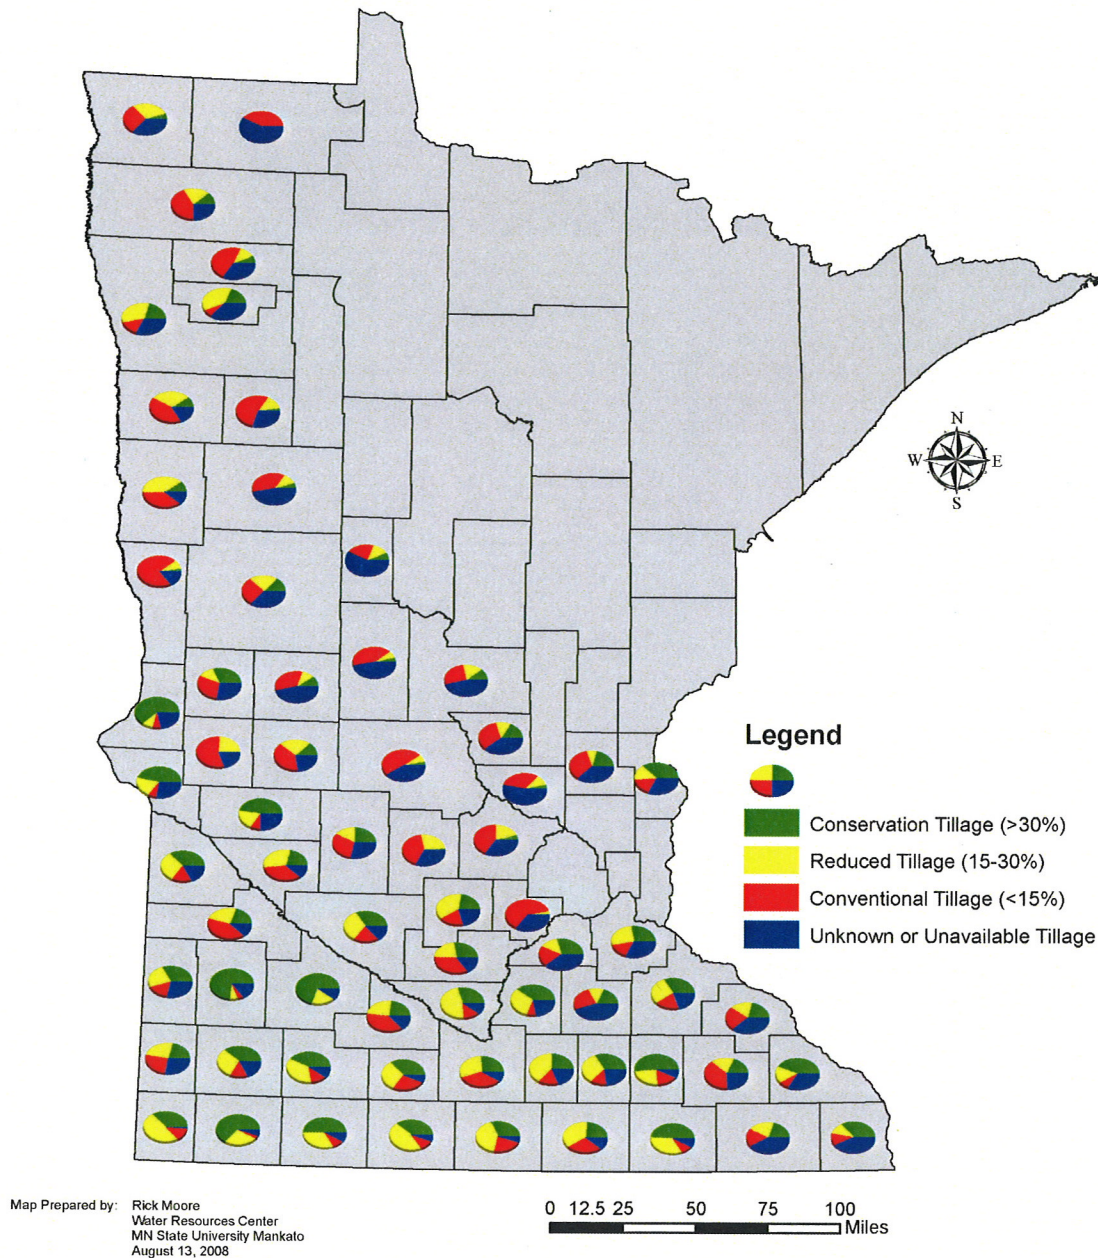 N
W E
S
Legend
Conservation Tillage (>30%)
Reduced Tillage (15-30%)
Conventional Tillage (<15%)
Unknown or Unavailable Tillage
Map Prepared by: Rick Moore
Water Resources Center
MN State University Mankato
August 13, 2008
0 12.5 25 50 75 100
Miles